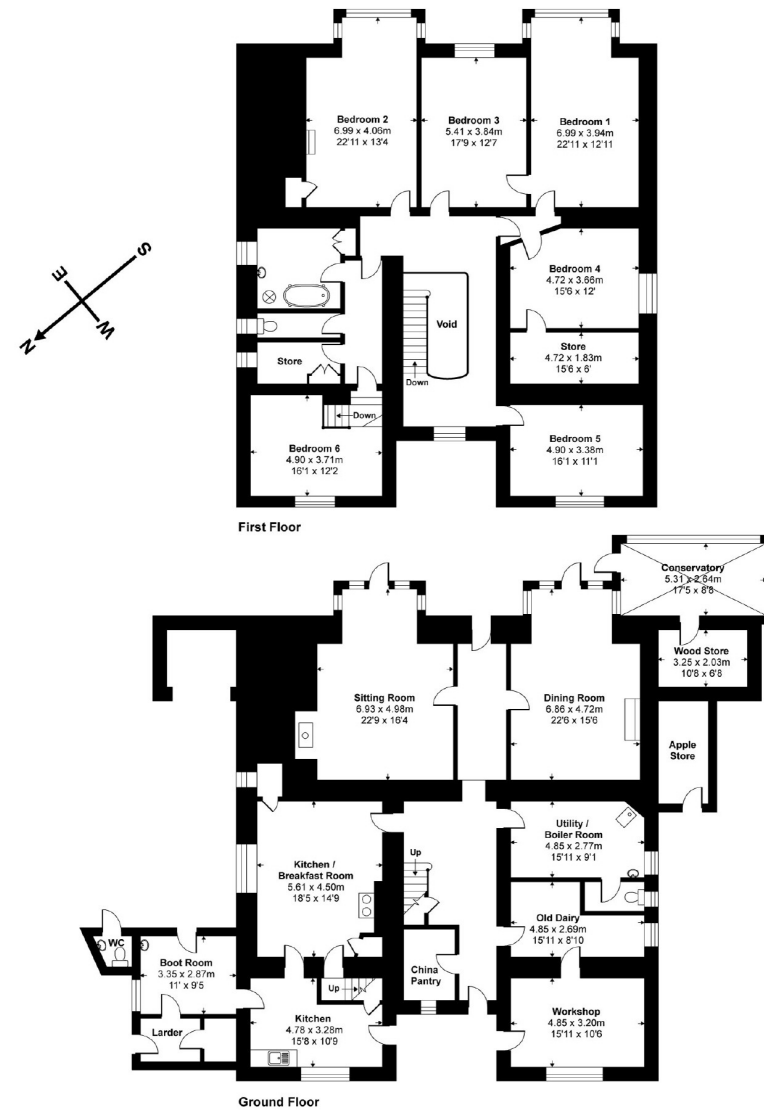 Bedroom 2
6.99 x 4.06m
22'11 x 13'4
Bedroom 3
5.41 x 3.84m
17'9 x 12'7
Bedroom 1
6.99 x 3.94m
22'11 x 12'11
S
E
W
N
Bedroom 4
4.72 x 3.66m
15'6 x 12'
Void
Store
4.72 x 1.83m
15'6 x 6'
Store
Down
Down
Bedroom 6
4.90 x 3.71m
16'1 x 12'2
Bedroom 5
4.90 x 3.38m
16'1 x 11'1
First Floor
Conservatory
5.31 x 2.64m
17'5 x 8'8
Wood Store
3.25 x 2.03m
10'8 x 6'8
Sitting Room
6.93 x 4.98m
22'9 x 16'4
Dining Room
6.86 x 4.72m
22'6 x 15'6
Apple
Store
Utility /
Boiler Room
4.85 x 2.77m
15'11 x 9'1
Up
Kitchen /
Breakfast Room
5.61 x 4.50m
18'5 x 14'9
Old Dairy
4.85 x 2.69m
15'11 x 8'10
WC
Boot Room
3.35 x 2.87m
11' x 9'5
China
Pantry
Up
Kitchen
4.78 x 3.28m
15'8 x 10'9
Workshop
4.85 x 3.20m
15'11 x 10'6
Larder
Ground Floor